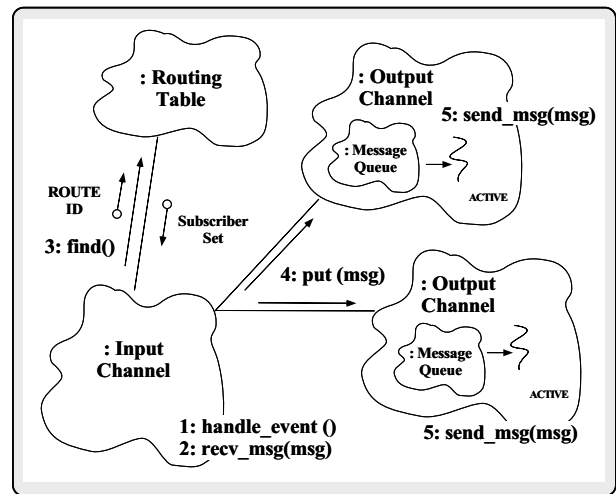 : Routing
Table
: Output
Channel
5: send_msg(msg)
: Message
Queue
ACTIVE
ROUTE
ID
Subscriber
Set
3: find()
4: put (msg)
: Output
Channel
: Message
Queue
ACTIVE
5: send_msg(msg)
: Input
Channel
1: handle_event ()
2: recv_msg(msg)